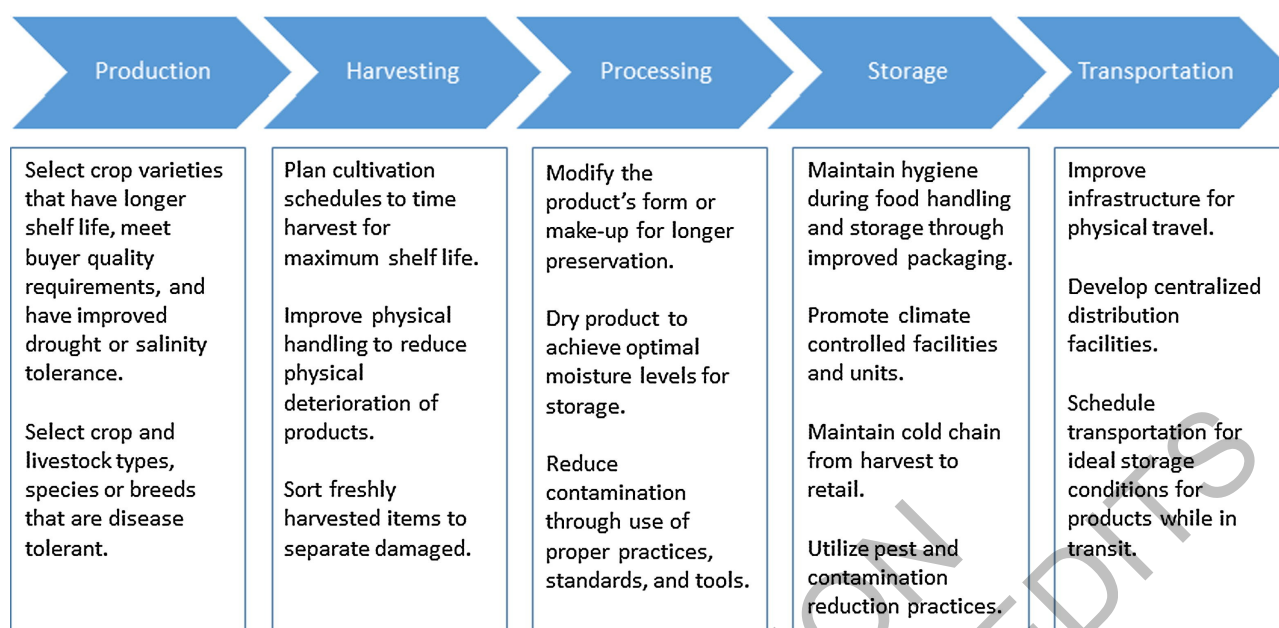 Production
Harvesting
Processing
Storage
Transportation
Select crop varieties
that have longer
shelf life, meet
buyer quality
requirements, and
have improved
drought or salinity
tolerance.
Select crop and
livestock types,
species or breeds
that are disease
tolerant.
Plan cultivation
schedules to time
harvest for
maximum shelf life.
Improve physical
handling to reduce
physical
deterioration of
products.
Sort freshly
harvested items to
separate damaged.
Modify the
product's form or
make-up for longer
preservation.
Dry product to
achieve optimal
moisture levels for
storage.
Reduce
contamination
through use of
proper practices,
standards, and tools.
Maintain hygiene
during food handling
and storage through
improved packaging.
Promote climate
controlled facilities
and units.
Maintain cold chain
from harvest to
retail.
Utilize pest and
contamination
reduction practices.
Improve
infrastructure for
physical travel.
Develop centralized
distribution
facilities.
Schedule
transportation for
ideal storage
conditions for
products while in
transit.
EDITS